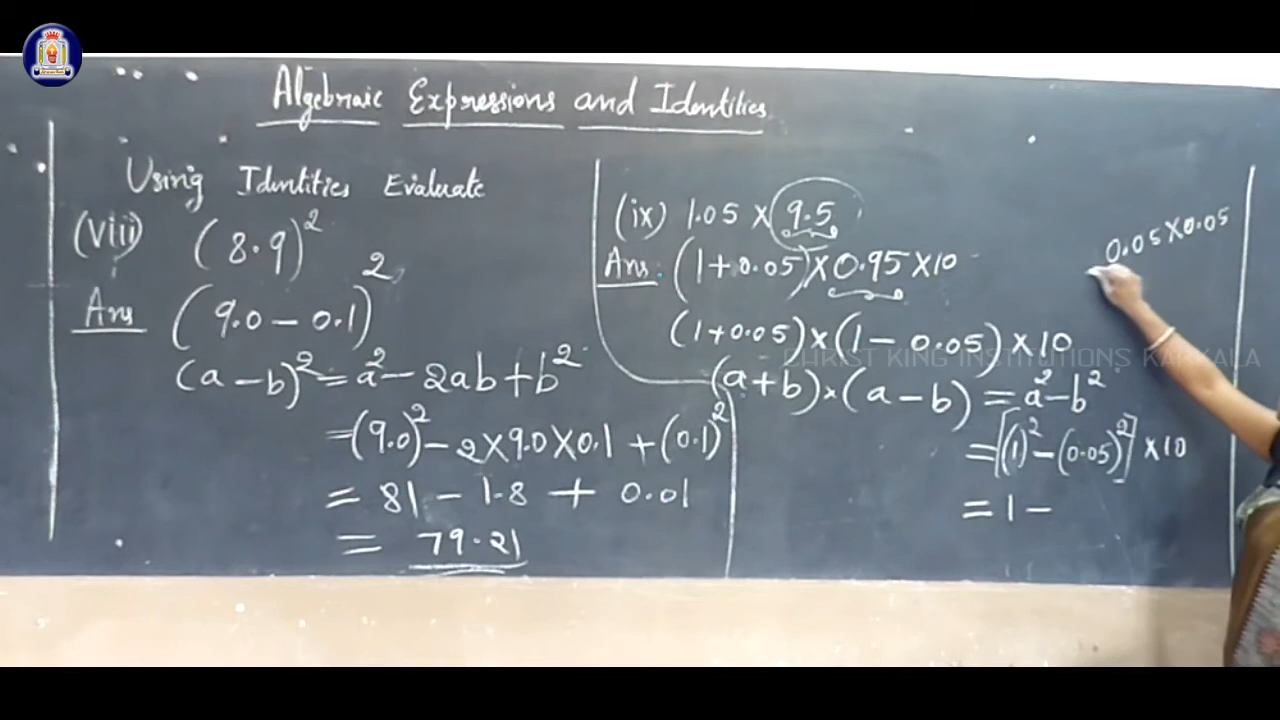 Algebraic Expressions and Identities
Using Identities Evaluate
(viii) (8.9)²
Ans (9.0 - 0.1)²
(a - b)² = a² - 2ab + b²
= (9.0)² - 2 × 9.0 × 0.1 + (0.1)²
= 81 - 1.8 + 0.01
= 79.21
(ix) 1.05 × 9.5
Ans: (1 + 0.05) × 0.95 × 10
(1 + 0.05) × (1 - 0.05) × 10
(a + b) × (a - b) = a² - b²
= [(1)² - (0.05)²] × 10
= 1 -
0.05 × 0.05
CHRIST KING INSTITUTIONS KARKALA